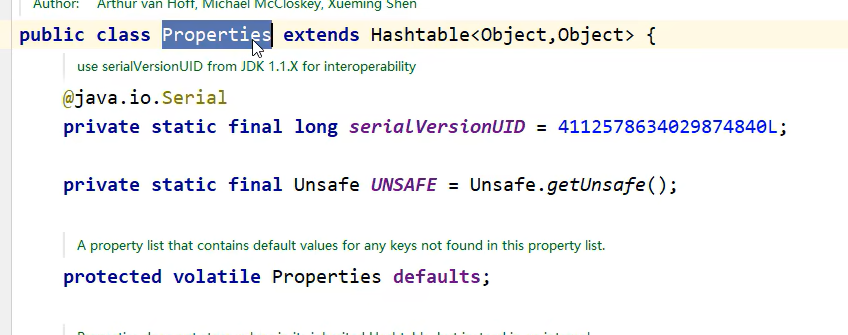 Author: Arthur van Hoff, Michael McCloskey, Xueming Shen
public class Properties extends Hashtable<Object,Object> {
use serialVersionUID from JDK 1.1.X for interoperability
@java.io.Serial
private static final long serialVersionUID = 4112578634029874840L;
private static final Unsafe UNSAFE = Unsafe.getUnsafe();
A property list that contains default values for any keys not found in this property list.
protected volatile Properties defaults;